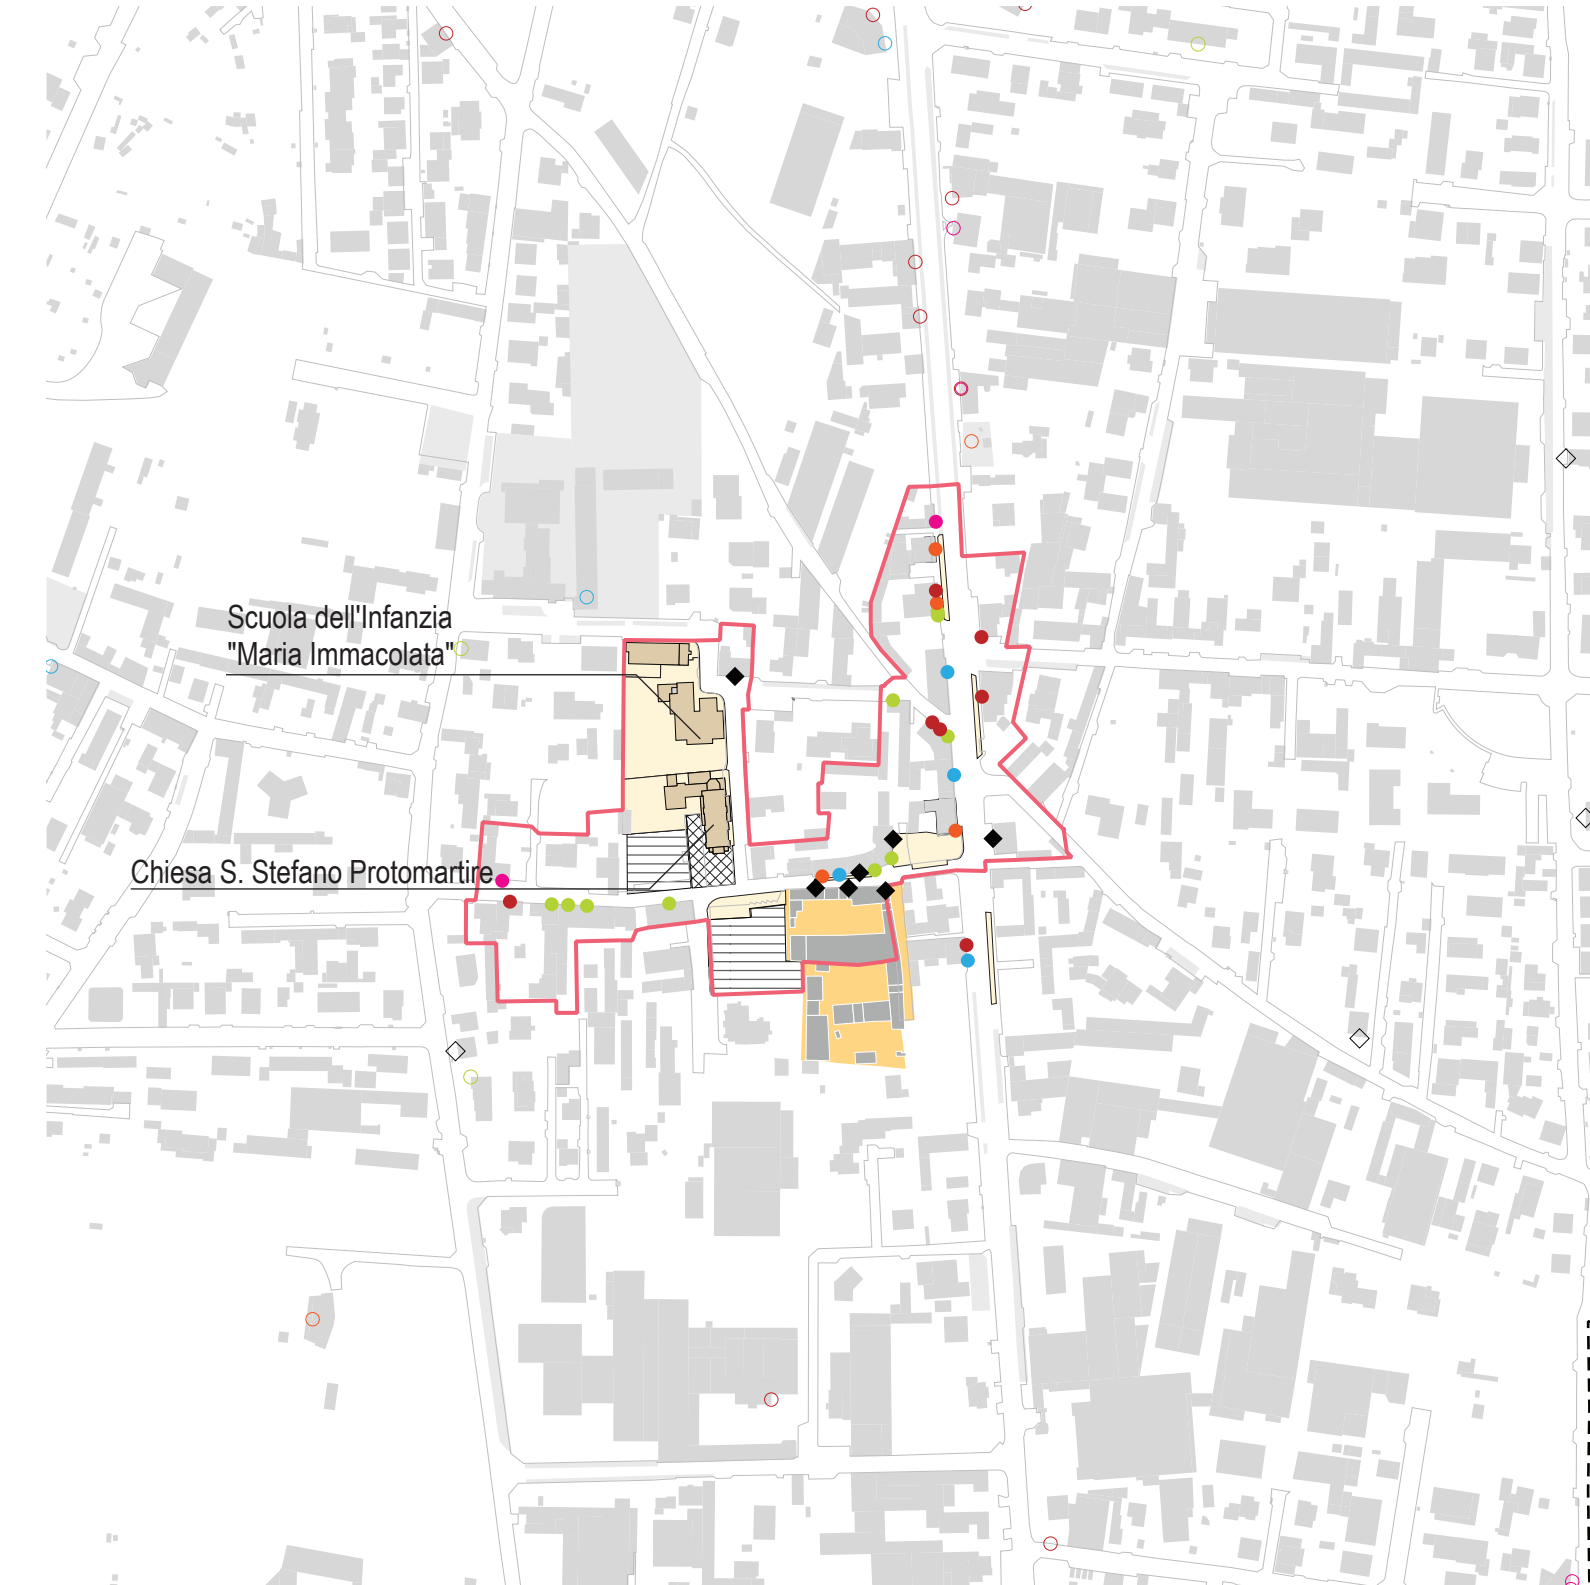 Scuola dell'Infanzia
"Maria Immacolata"
Chiesa S. Stefano Protomartire